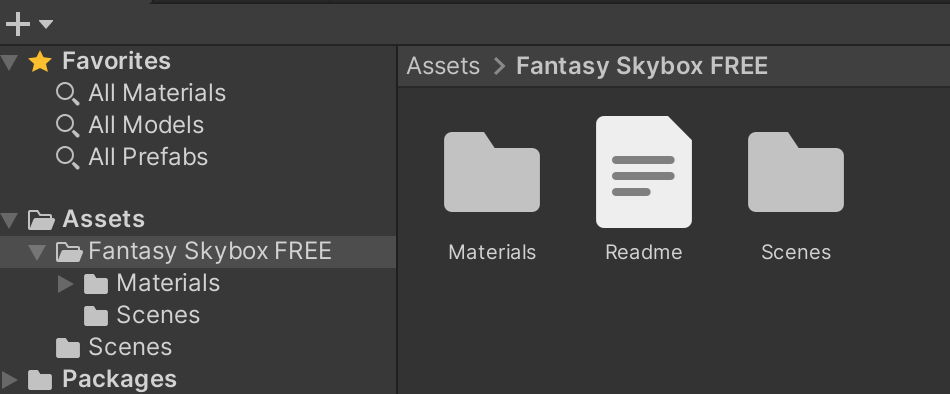 Favorites
All Materials
All Models
All Prefabs
Assets
Fantasy Skybox FREE
Materials
Scenes
Scenes
Packages
Assets > Fantasy Skybox FREE
Materials
Readme
Scenes